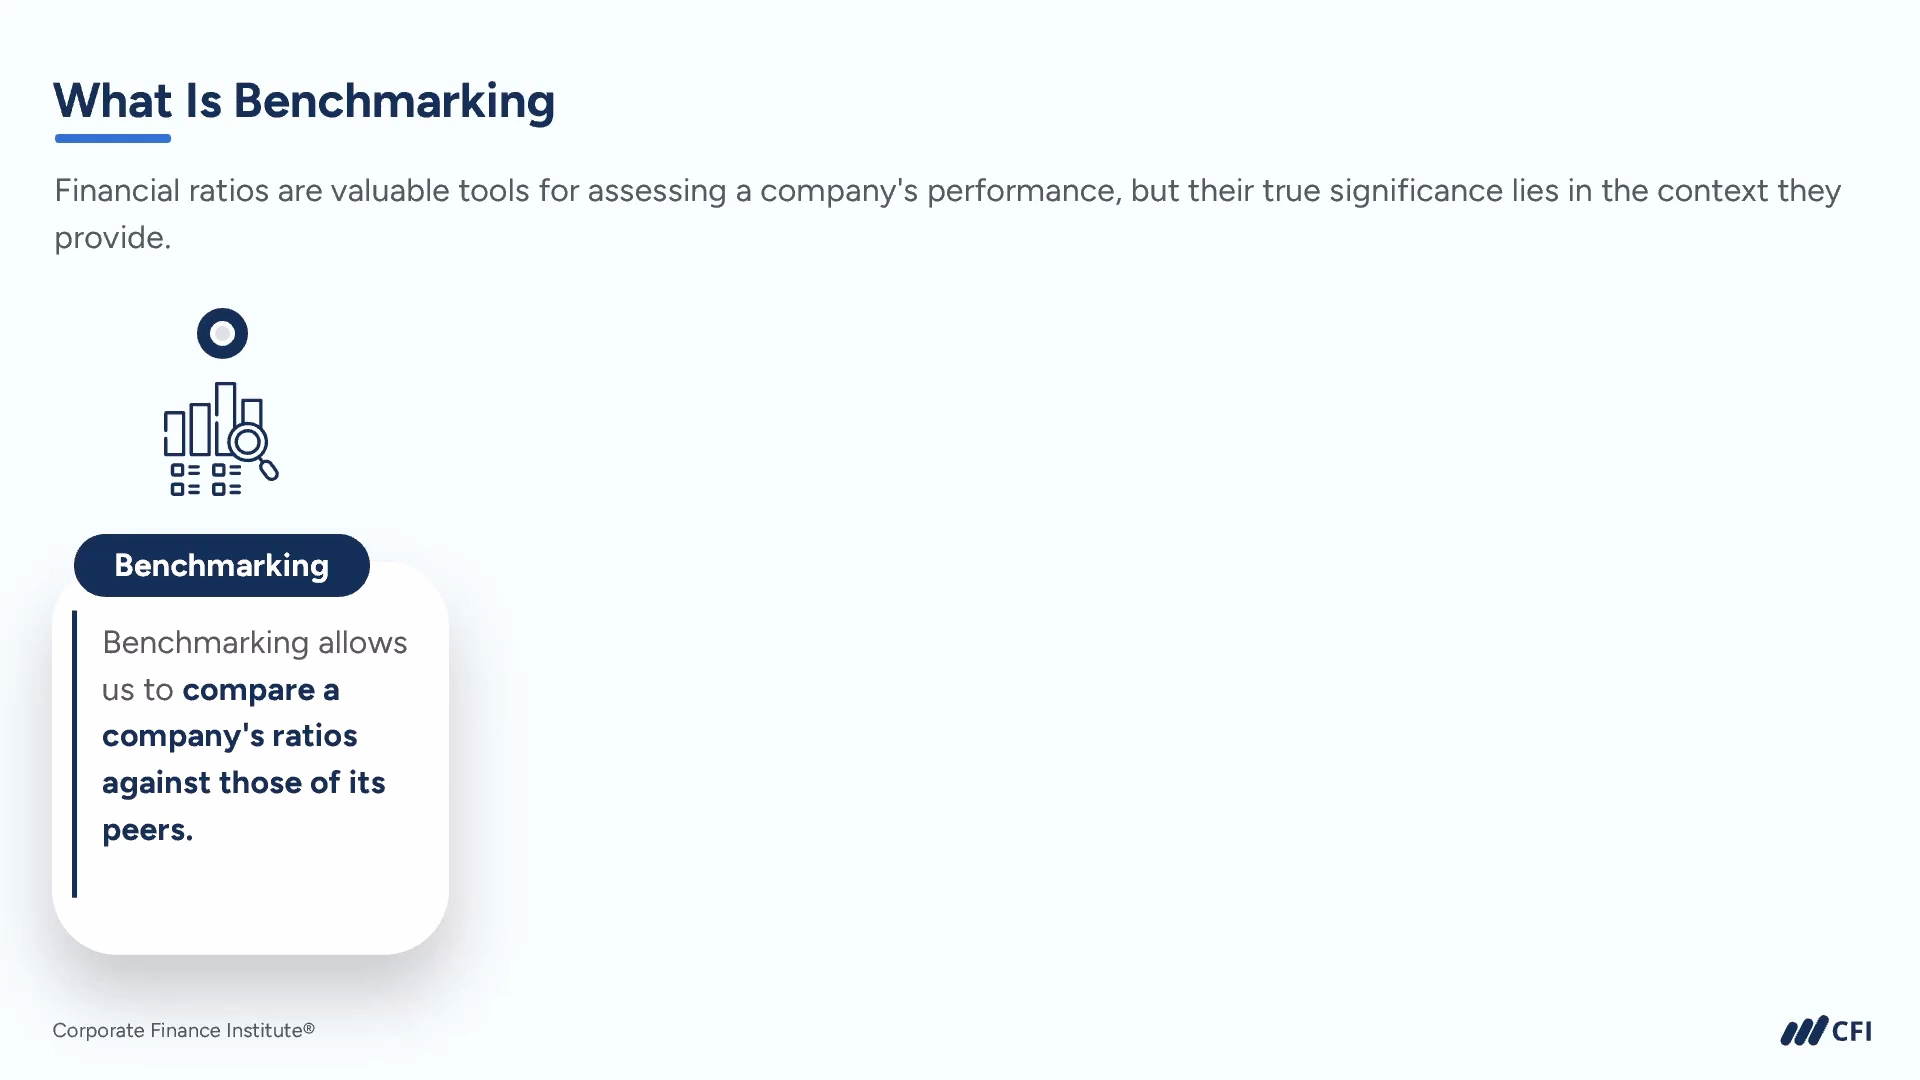 What Is Benchmarking
Financial ratios are valuable tools for assessing a company's performance, but their true significance lies in the context they
provide.
Benchmarking
Benchmarking allows
us to compare a
company's ratios
against those of its
peers.
Corporate Finance Institute®
CFI